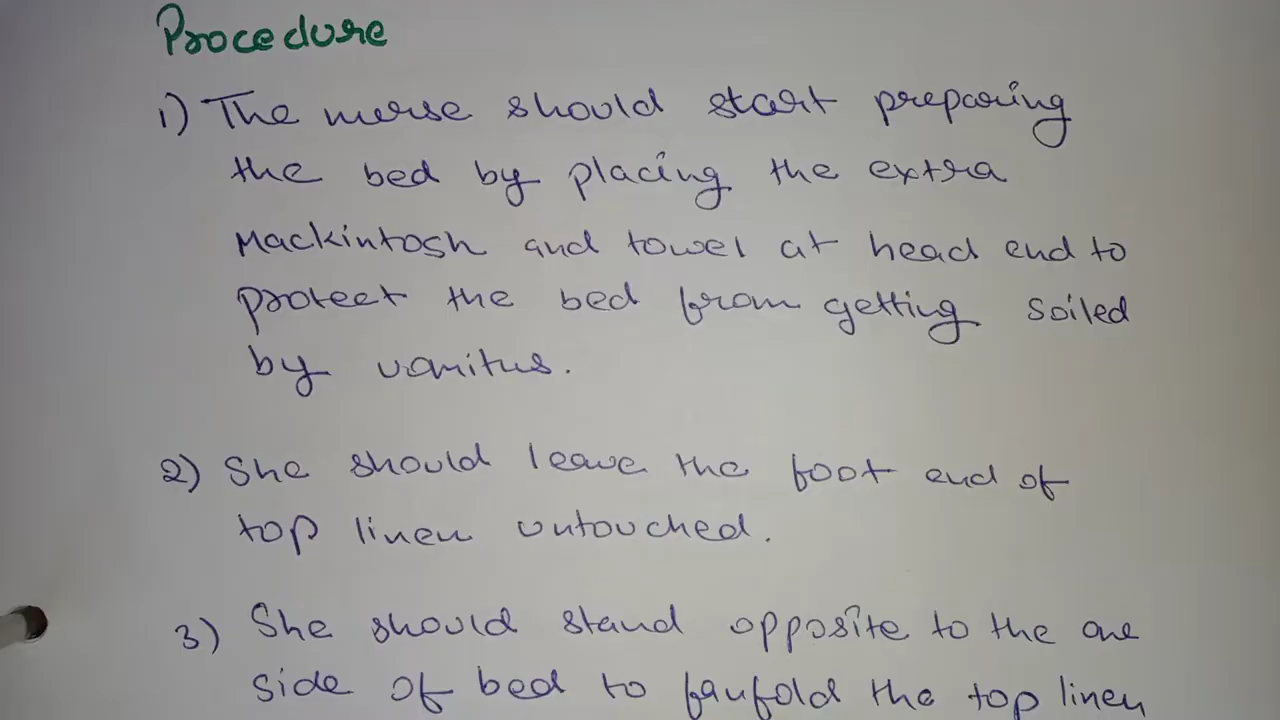 Procedure
1) The nurse should start preparing
the bed by placing the extra
Mackintosh and towel at head end to
protect the bed from getting soiled
by vomitus.
2) She should leave the foot end of
top linen untouched.
3) She should stand opposite to the one
side of bed to fanfold the top linen